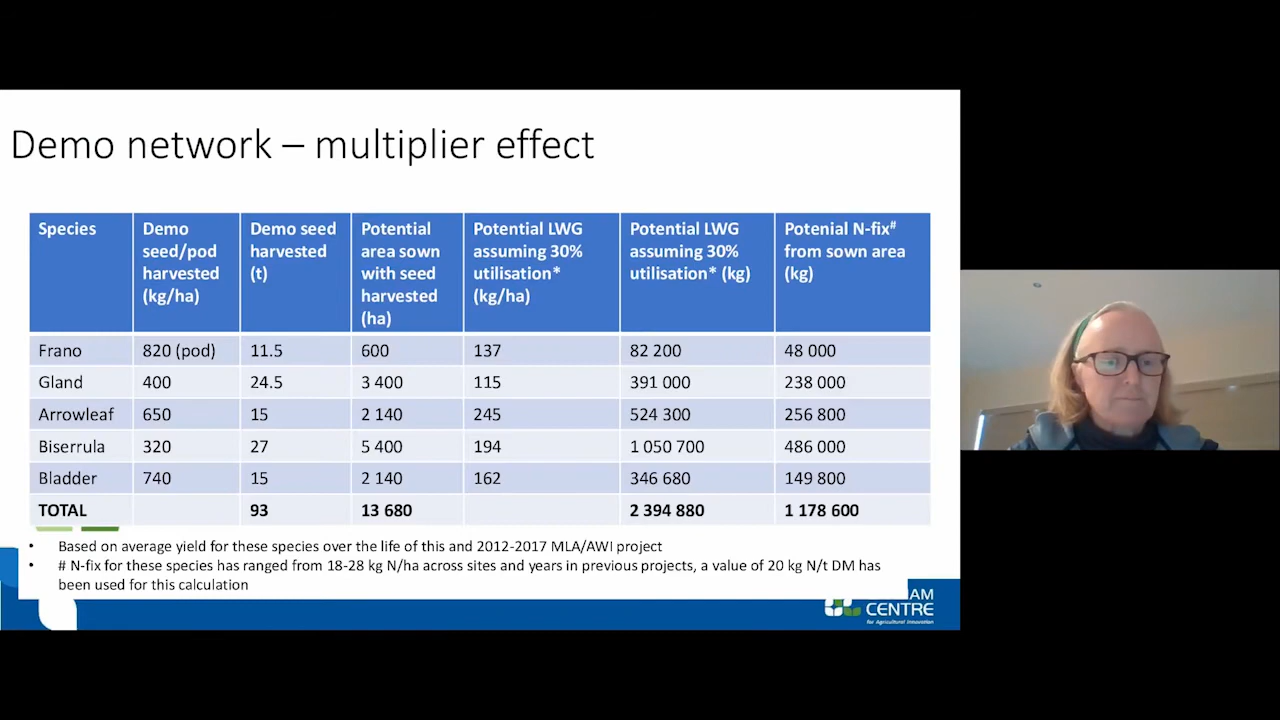 Demo network – multiplier effect
Species
Demo seed/pod harvested (kg/ha)
Demo seed harvested (t)
Potential area sown with seed harvested (ha)
Potential LWG assuming 30% utilisation* (kg/ha)
Potential LWG assuming 30% utilisation* (kg)
Potenial N-fix# from sown area (kg)
Frano 820 (pod) 11.5 600 137 82 200 48 000
Gland 400 24.5 3 400 115 391 000 238 000
Arrowleaf 650 15 2 140 245 524 300 256 800
Biserrula 320 27 5 400 194 1 050 700 486 000
Bladder 740 15 2 140 162 346 680 149 800
TOTAL 93 13 680 2 394 880 1 178 600
• Based on average yield for these species over the life of this and 2012-2017 MLA/AWI project
• # N-fix for these species has ranged from 18-28 kg N/ha across sites and years in previous projects, a value of 20 kg N/t DM has
been used for this calculation
AM
CENTRE
for Agricultural Innovation